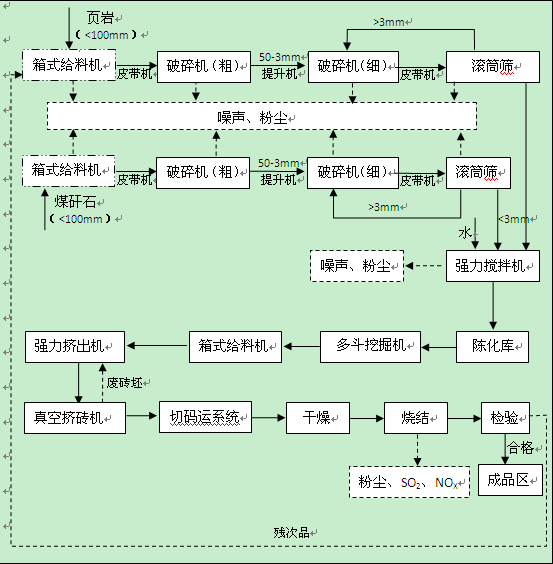 页岩
（<100mm）
>3mm
箱式给料机
皮带机
破碎机（粗）
50-3mm
提升机
破碎机(细)
皮带机
滚筒筛
噪声、粉尘
箱式给料机
皮带机
破碎机（粗）
50-3mm
提升机
破碎机(细)
皮带机
滚筒筛
煤矸石
（<100mm）
>3mm
<3mm
水
噪声、粉尘
强力搅拌机
强力挤出机
箱式给料机
多斗挖掘机
陈化库
废砖坯
真空挤砖机
切码运系统
干燥
烧结
检验
合格
粉尘、SO₂、NOₓ
成品区
残次品